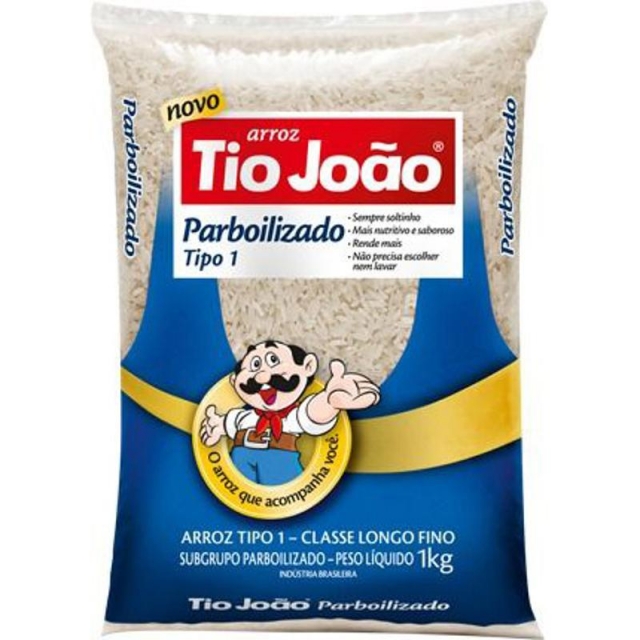 novo
arroz
Tio João®
Parboilizado
Tipo 1
• Sempre soltinho
• Mais nutritivo e saboroso
• Rende mais
• Não precisa escolher
nem lavar
Parboilizado
Parboilizado
O arroz que acompanha você.
ARROZ TIPO 1 – CLASSE LONGO FINO
SUBGRUPO PARBOILIZADO – PESO LÍQUIDO 1kg
INDÚSTRIA BRASILEIRA
Tio João Parboilizado